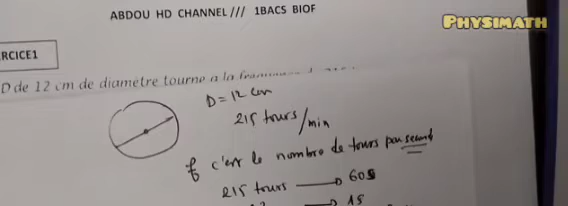 ABDOU HD CHANNEL /// 1BACS BIOF
PHYSIMATH
RCICE1
D de 12 cm de diamètre tourne a la
D = 12 cm
215 tours/min
f c'est le nombre de tours par seconde
215 tours → 60s
→ 1s